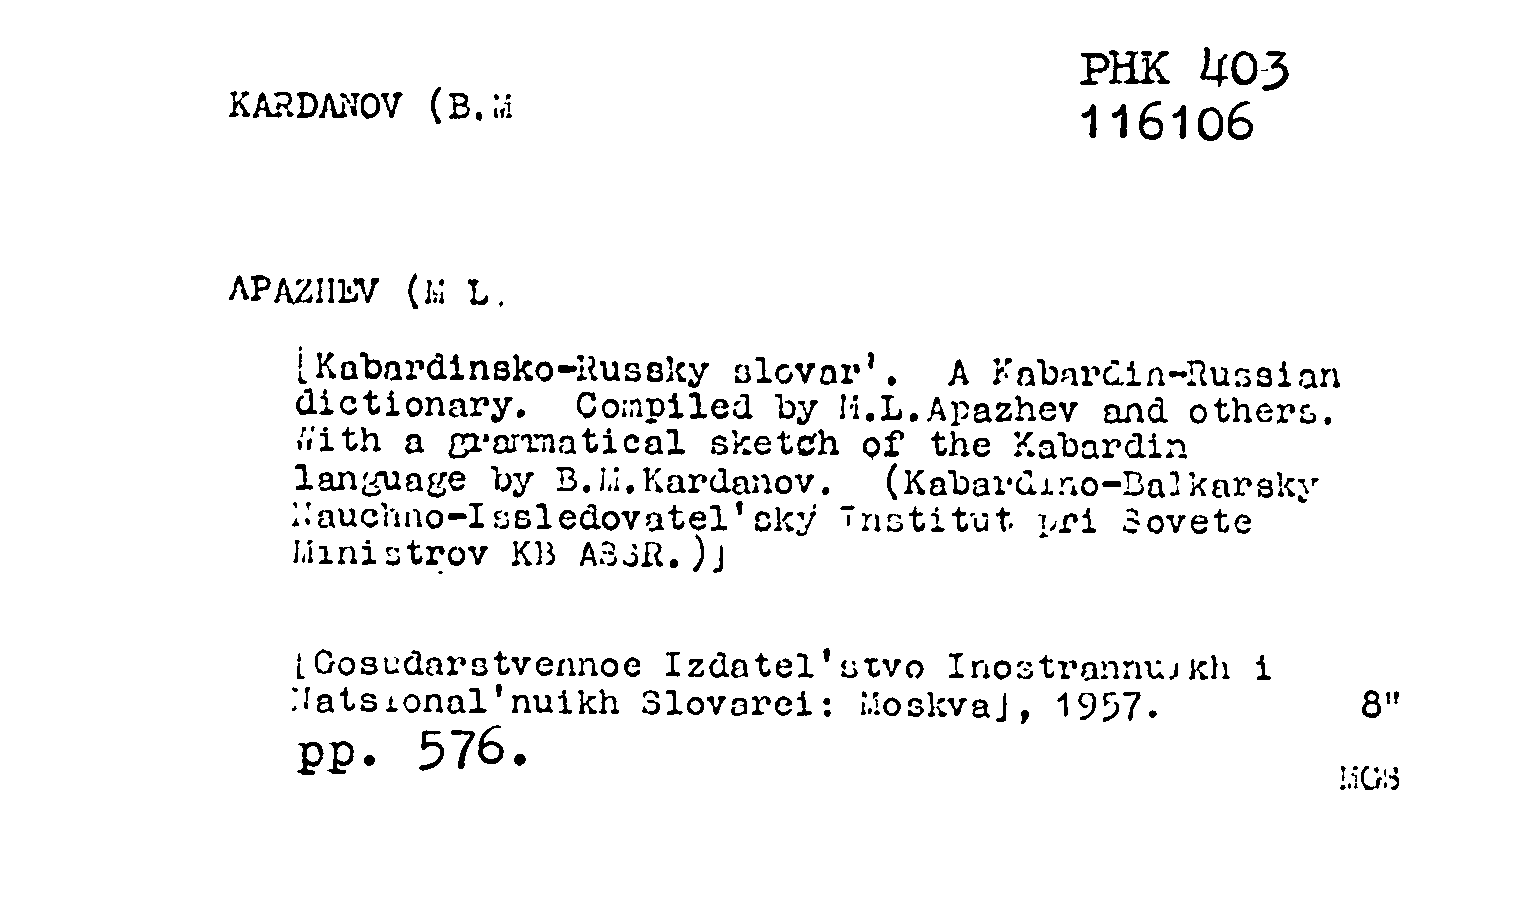 PHK 403
KARDANOV (B.M
116106
APAZHEV (M L.
[Kabardinsko-Russky slovar'. A Kabardin-Russian
dictionary. Compiled by M.L.Apazhev and others.
With a grammatical sketch of the Kabardin
language by B.M.Kardanov. (Kabardino-Balkarsky
Nauchno-Issledovatel'sky Institut pri Sovete
Ministrov KB ASSR.)]
[Gosudarstvennoe Izdatel'stvo Inostrannuikh i
Natsional'nuikh Slovarei: Moskva], 1957. 8"
pp. 576.
MGS